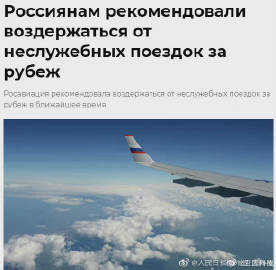 Россиянам рекомендовали
воздержаться от
неслужебных поездок за
рубеж
Росавиация рекомендовала воздержаться от неслужебных поездок за
рубеж в ближайшее время
@人民日报